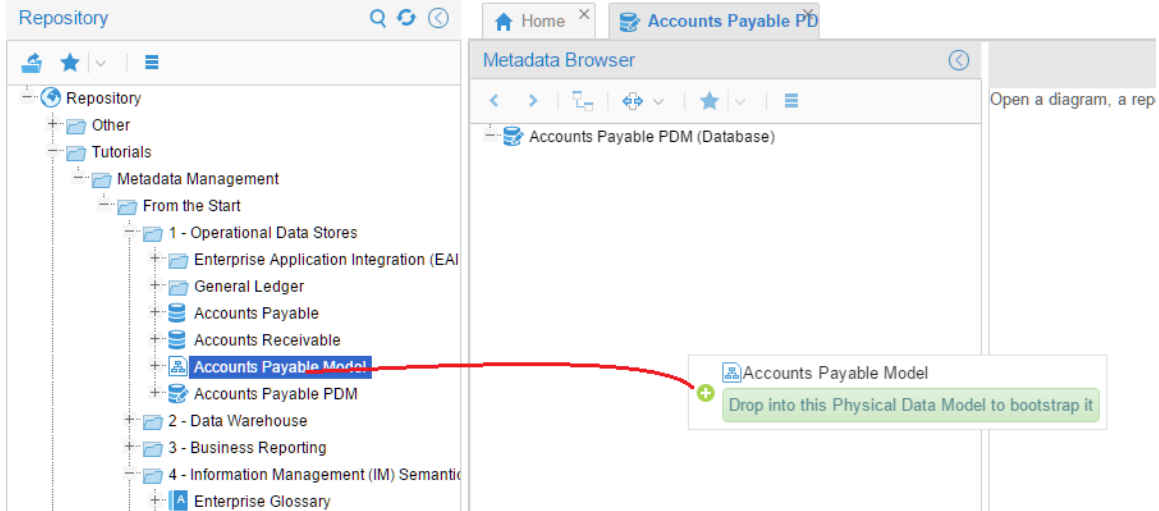 Repository
Home
Accounts Payable PD
Metadata Browser
Repository
Other
Tutorials
Metadata Management
From the Start
1 - Operational Data Stores
Enterprise Application Integration (EAI
General Ledger
Accounts Payable
Accounts Receivable
Accounts Payable Model
Accounts Payable PDM
2 - Data Warehouse
3 - Business Reporting
4 - Information Management (IM) Semantic
A Enterprise Glossary
Accounts Payable PDM (Database)
Accounts Payable Model
Drop into this Physical Data Model to bootstrap it
Open a diagram, a rep